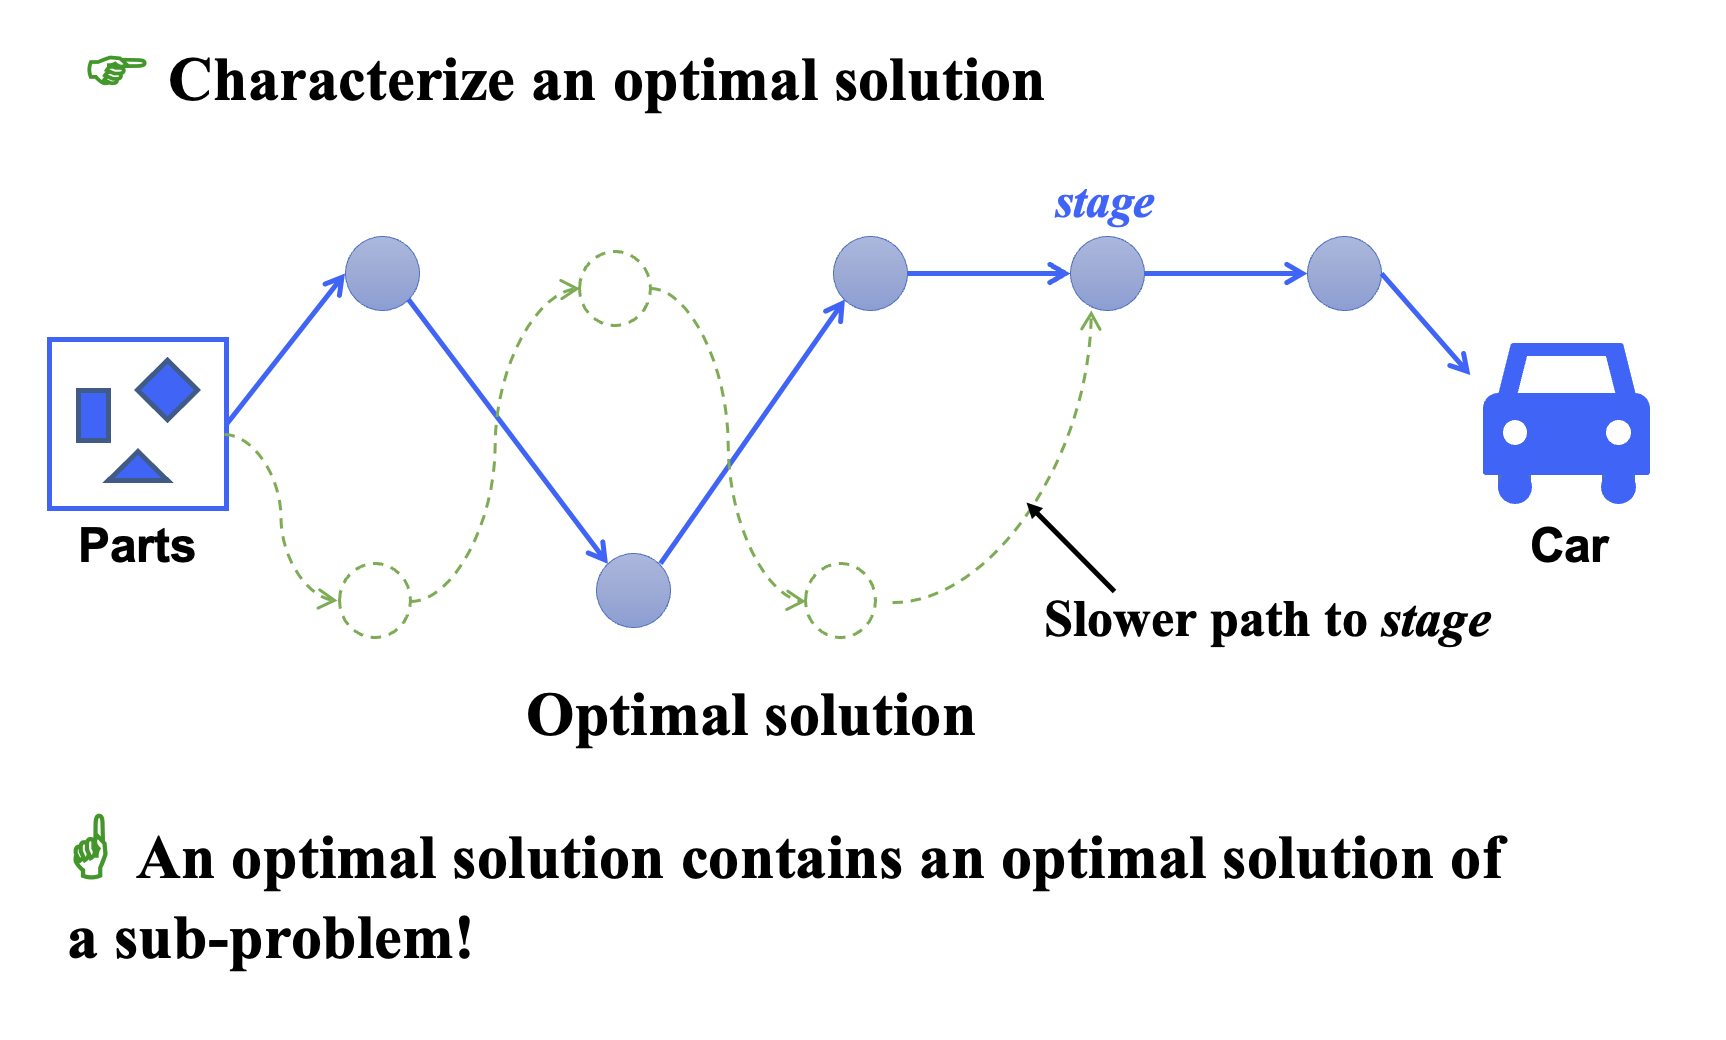 Characterize an optimal solution
stage
Parts
Car
Slower path to stage
Optimal solution
An optimal solution contains an optimal solution of
a sub-problem!